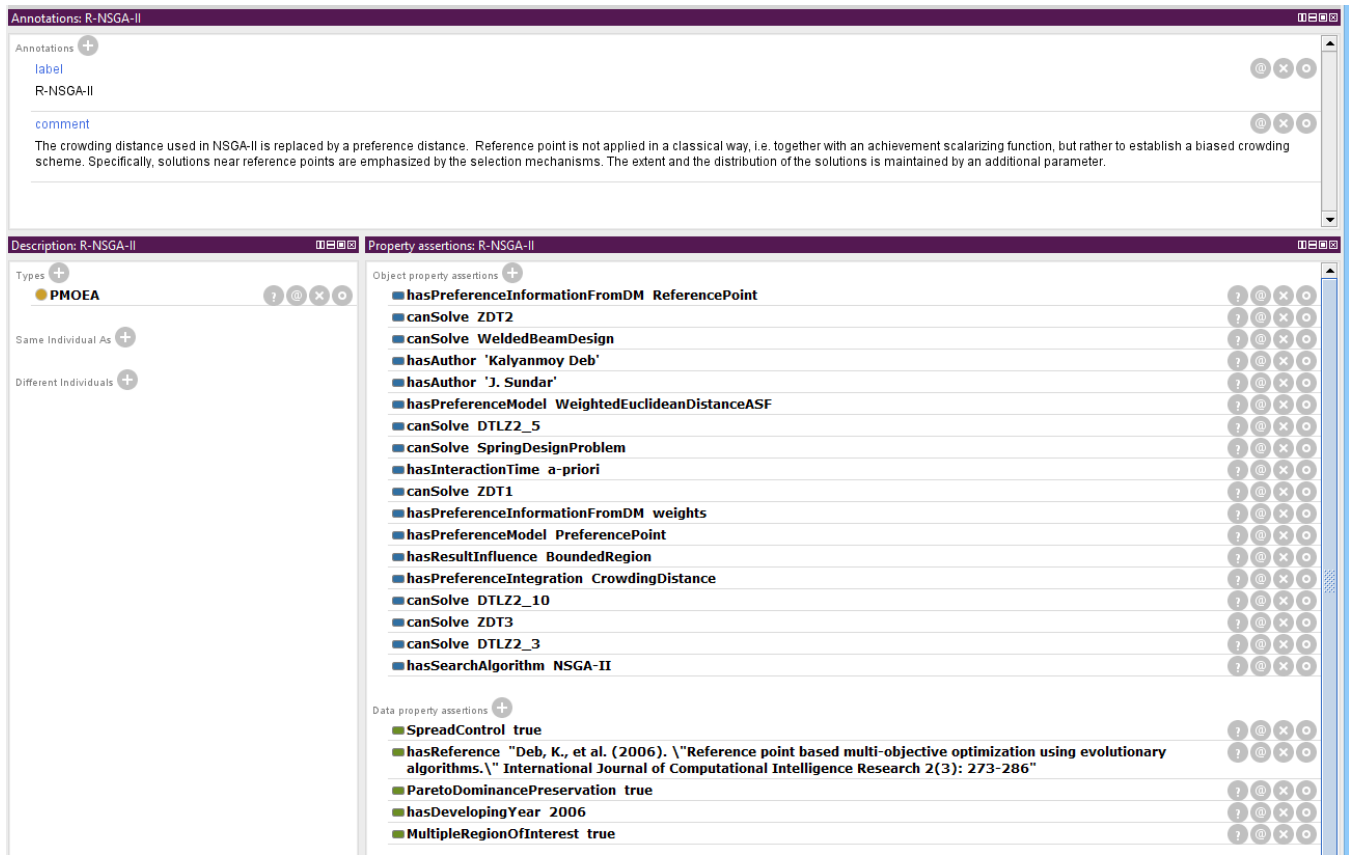 Annotations: R-NSGA-II
Annotations
label
R-NSGA-II
comment
The crowding distance used in NSGA-II is replaced by a preference distance.  Reference point is not applied in a classical way, i.e. together with an achievement scalarizing function, but rather to establish a biased crowding
scheme. Specifically, solutions near reference points are emphasized by the selection mechanisms. The extent and the distribution of the solutions is maintained by an additional parameter.
Description: R-NSGA-II
Types
PMOEA
Same Individual As
Different Individuals
Property assertions: R-NSGA-II
Object property assertions
hasPreferenceInformationFromDM  ReferencePoint
canSolve  ZDT2
canSolve  WeldedBeamDesign
hasAuthor  'Kalyanmoy Deb'
hasAuthor  'J. Sundar'
hasPreferenceModel  WeightedEuclideanDistanceASF
canSolve  DTLZ2_5
canSolve  SpringDesignProblem
hasInteractionTime  a-priori
canSolve  ZDT1
hasPreferenceInformationFromDM  weights
hasPreferenceModel  PreferencePoint
hasResultInfluence  BoundedRegion
hasPreferenceIntegration  CrowdingDistance
canSolve  DTLZ2_10
canSolve  ZDT3
canSolve  DTLZ2_3
hasSearchAlgorithm  NSGA-II
Data property assertions
SpreadControl  true
hasReference  "Deb, K., et al. (2006). \"Reference point based multi-objective optimization using evolutionary
algorithms.\" International Journal of Computational Intelligence Research 2(3): 273-286"
ParetoDominancePreservation  true
hasDevelopingYear  2006
MultipleRegionOfInterest  true